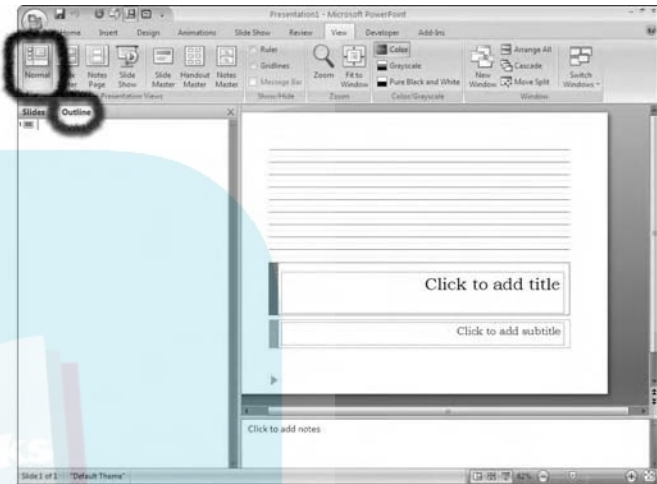 Presentation1 - Microsoft PowerPoint
Home Insert Design Animations Slide Show Review View Developer Add-Ins
Normal
Notes Page
Slide Show
Slide Master
Handout Master
Notes Master
Presentation Views
Ruler
Gridlines
Message Bar
Show/Hide
Zoom
Fit to Window
Zoom
Color
Grayscale
Pure Black and White
Color/Grayscale
New Window
Arrange All
Cascade
Move Split
Window
Switch Windows
Slides Outline
1
Click to add title
Click to add subtitle
Click to add notes
Slide 1 of 1 "Default Theme" 62%